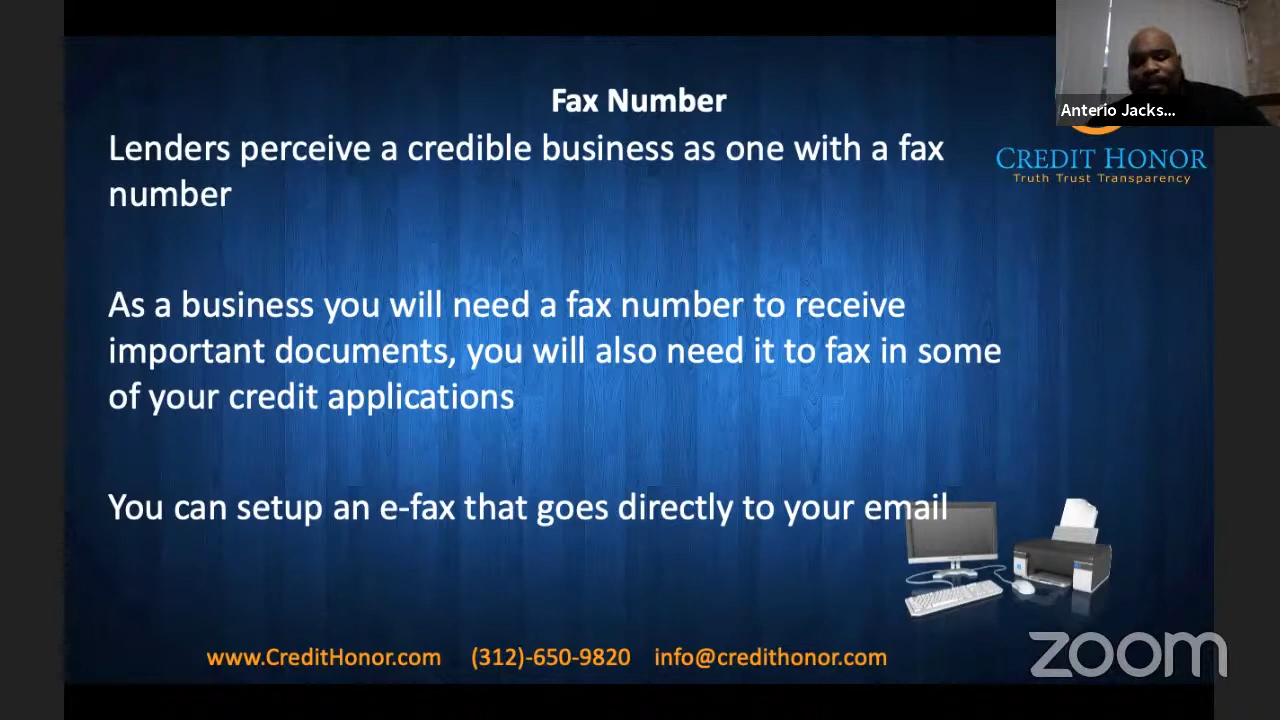 Fax Number
Anterio Jacks...
Lenders perceive a credible business as one with a fax
number
CREDIT HONOR
Truth Trust Transparency
As a business you will need a fax number to receive
important documents, you will also need it to fax in some
of your credit applications
You can setup an e-fax that goes directly to your email
www.CreditHonor.com (312)-650-9820 info@credithonor.com
zoom